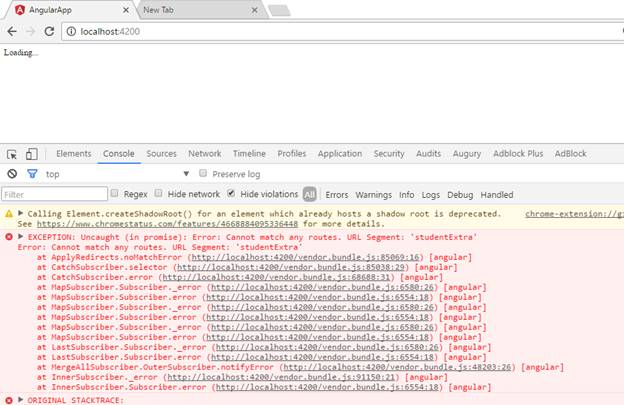 AngularApp
New Tab
localhost:4200
Loading...
Elements Console Sources Network Timeline Profiles Application Security Audits Augury Adblock Plus AdBlock
top Preserve log
Filter Regex Hide network Hide violations All Errors Warnings Info Logs Debug Handled
Calling Element.createShadowRoot() for an element which already hosts a shadow root is deprecated. chrome-extension://g
See https://www.chromestatus.com/features/4668884095336448 for more details.
EXCEPTION: Uncaught (in promise): Error: Cannot match any routes. URL Segment: 'studentExtra'
Error: Cannot match any routes. URL Segment: 'studentExtra'
at ApplyRedirects.noMatchError (http://localhost:4200/vendor.bundle.js:85069:16) [angular]
at CatchSubscriber.selector (http://localhost:4200/vendor.bundle.js:85038:29) [angular]
at CatchSubscriber.error (http://localhost:4200/vendor.bundle.js:68688:31) [angular]
at MapSubscriber.Subscriber._error (http://localhost:4200/vendor.bundle.js:6580:26) [angular]
at MapSubscriber.Subscriber.error (http://localhost:4200/vendor.bundle.js:6554:18) [angular]
at MapSubscriber.Subscriber._error (http://localhost:4200/vendor.bundle.js:6580:26) [angular]
at MapSubscriber.Subscriber.error (http://localhost:4200/vendor.bundle.js:6554:18) [angular]
at MapSubscriber.Subscriber._error (http://localhost:4200/vendor.bundle.js:6580:26) [angular]
at MapSubscriber.Subscriber.error (http://localhost:4200/vendor.bundle.js:6554:18) [angular]
at LastSubscriber.Subscriber._error (http://localhost:4200/vendor.bundle.js:6580:26) [angular]
at LastSubscriber.Subscriber.error (http://localhost:4200/vendor.bundle.js:6554:18) [angular]
at MergeAllSubscriber.OuterSubscriber.notifyError (http://localhost:4200/vendor.bundle.js:48203:26) [angular]
at InnerSubscriber._error (http://localhost:4200/vendor.bundle.js:91150:21) [angular]
at InnerSubscriber.Subscriber.error (http://localhost:4200/vendor.bundle.js:6554:18) [angular]
ORIGINAL STACKTRACE: